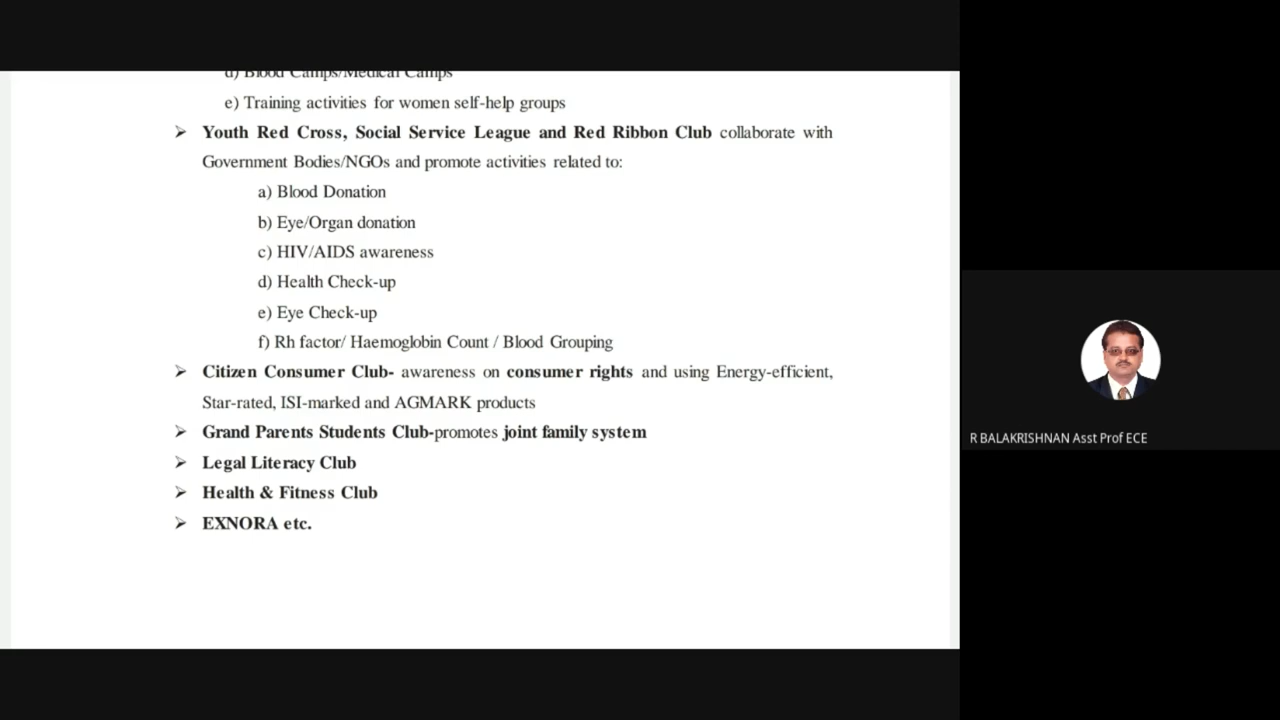 d) Blood Camps/Medical Camps
e) Training activities for women self-help groups
➢ Youth Red Cross, Social Service League and Red Ribbon Club collaborate with
Government Bodies/NGOs and promote activities related to:
a) Blood Donation
b) Eye/Organ donation
c) HIV/AIDS awareness
d) Health Check-up
e) Eye Check-up
f) Rh factor/ Haemoglobin Count / Blood Grouping
➢ Citizen Consumer Club- awareness on consumer rights and using Energy-efficient,
Star-rated, ISI-marked and AGMARK products
➢ Grand Parents Students Club-promotes joint family system
➢ Legal Literacy Club
➢ Health & Fitness Club
➢ EXNORA etc.
R BALAKRISHNAN Asst Prof ECE